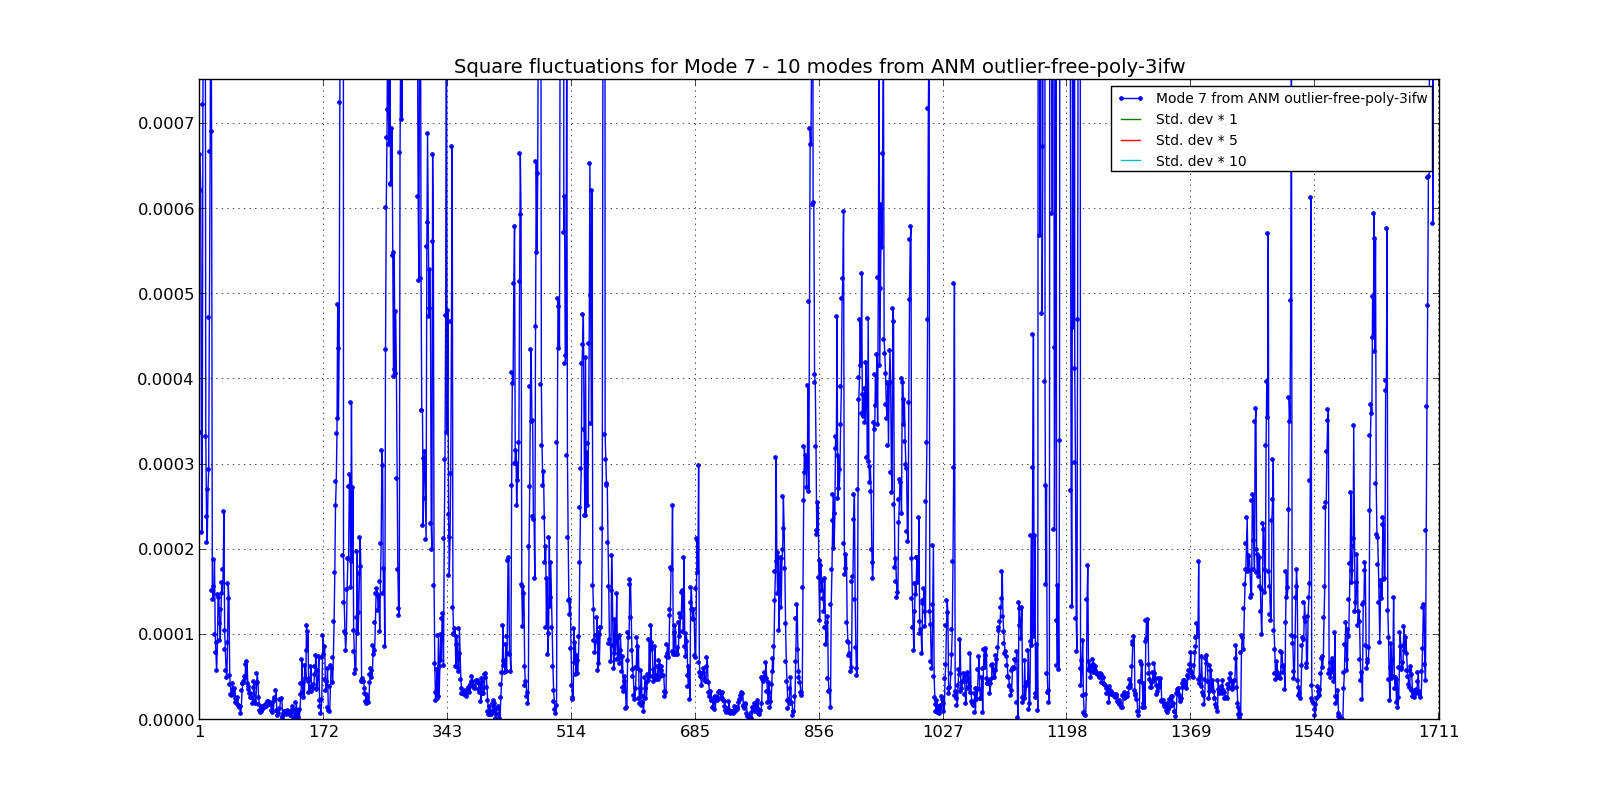 Square fluctuations for Mode 7 - 10 modes from ANM outlier-free-poly-3ifw
Mode 7 from ANM outlier-free-poly-3ifw
Std. dev * 1
Std. dev * 5
Std. dev * 10
0.0007
0.0006
0.0005
0.0004
0.0003
0.0002
0.0001
0.0000
1 172 343 514 685 856 1027 1198 1369 1540 1711